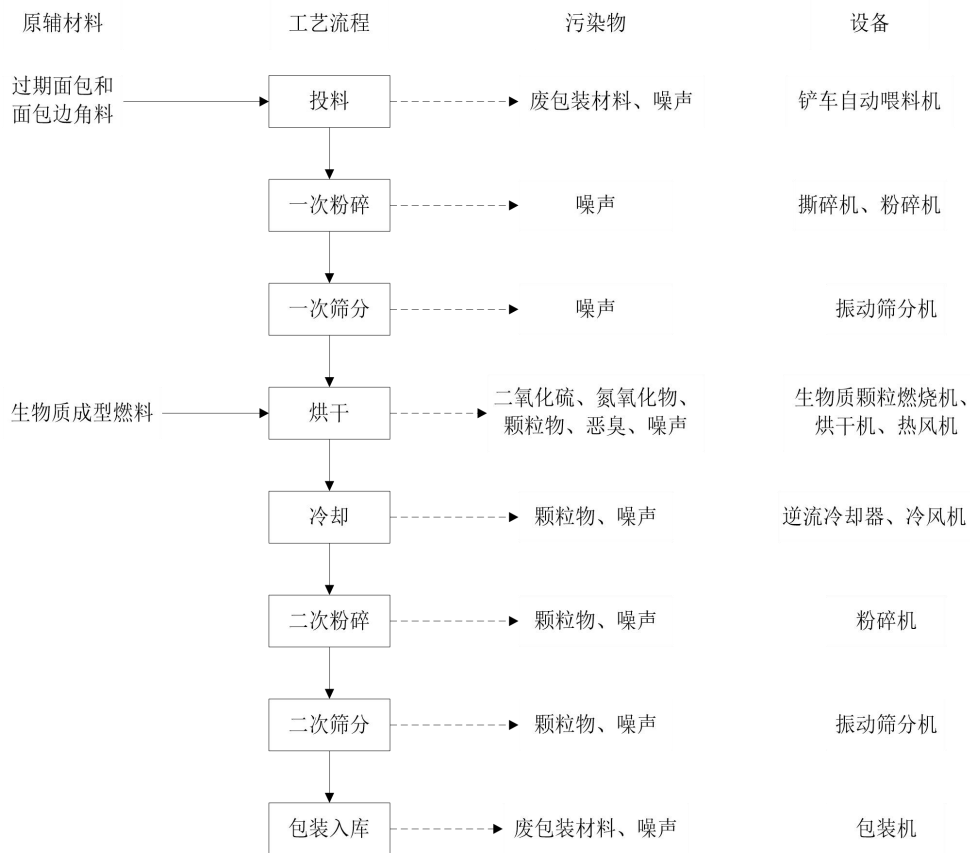 原辅材料 工艺流程 污染物 设备
过期面包和
面包边角料
投料 废包装材料、噪声 铲车自动喂料机
一次粉碎 噪声 撕碎机、粉碎机
一次筛分 噪声 振动筛分机
生物质成型燃料 烘干
二氧化硫、氮氧化物、
颗粒物、恶臭、噪声
生物质颗粒燃烧机、
烘干机、热风机
冷却 颗粒物、噪声 逆流冷却器、冷风机
二次粉碎 颗粒物、噪声 粉碎机
二次筛分 颗粒物、噪声 振动筛分机
包装入库 废包装材料、噪声 包装机